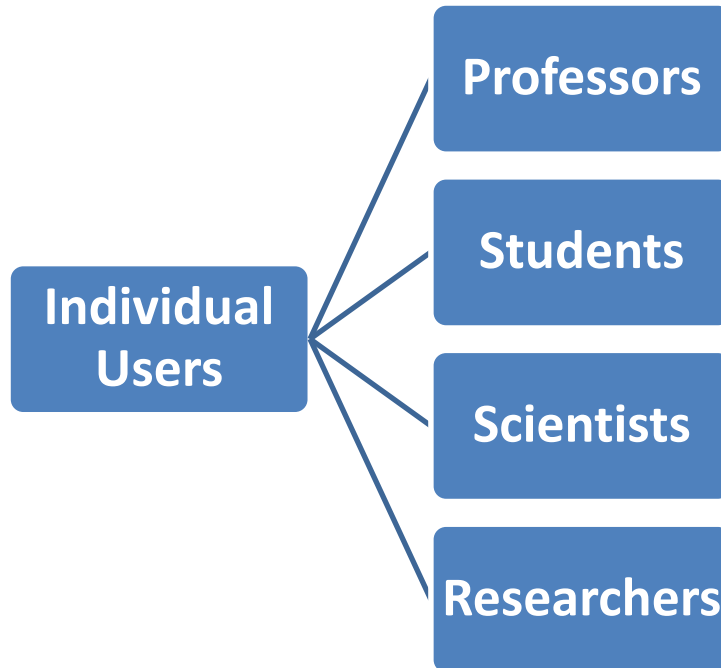 Professors
Students
Individual
Users
Scientists
Researchers